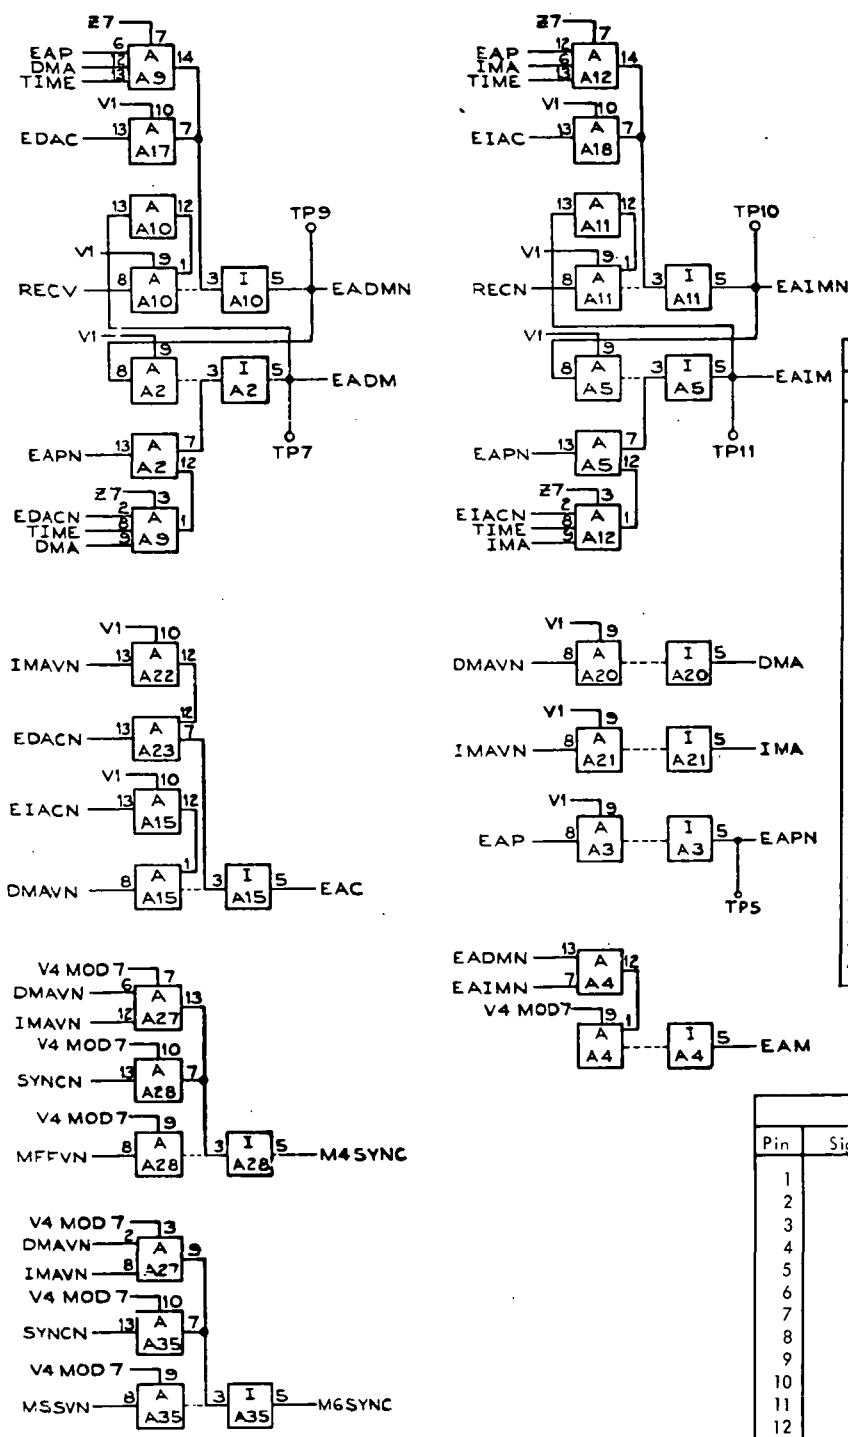 Z7
7
EAP 6 A 14
DMA 12
TIME 13 A9
V1 10
EDAC 13 A 7
A17
13 A 12
A10
TP9
V1 9 1
RECV 8 A 3 I 5 EADMN
A10 A10
V1 9
8 A 3 I 5 EADM
A2 A2
TP7
EAPN 13 A 7
A2 12
Z7 3
EDACN 2 A 1
TIME 8 A9
DMA 9
V1 10
IMAVN 13 A 12
A22
12
EDACN 13 A 7
A23
V1 10
EIACN 13 A 12
A15
1
DMAVN 8 A 3 I 5 EAC
A15 A15
V4 MOD 7 7
DMAVN 6 A 13
IMAVN 12 A27
V4 MOD 7 10
SYNCN 13 A 7
A28
V4 MOD 7 9
MFFVN 8 A 3 I 5 M4SYNC
A28 A28
V4 MOD 7 3
DMAVN 2 A 9
IMAVN 8 A27
V4 MOD 7 10
SYNCN 13 A 7
A35
V4 MOD 7 9
MSSVN 8 A 3 I 5 M6SYNC
A35 A35
Z7
7
EAP 12 A 14
IMA 6
TIME 13 A12
V1 10
EIAC 13 A 7
A18
13 A 12
A11
TP10
V1 9 1
RECN 8 A 3 I 5 EAIMN
A11 A11
V1 9
8 A 3 I 5 EAIM
A5 A5
TP11
EAPN 13 A 7
A5 12
Z7 3
EIACN 2 A 1
TIME 8 A12
IMA 9
V1 9
DMAVN 8 A I 5 DMA
A20 A20
V1 9
IMAVN 8 A I 5 IMA
A21 A21
V1 9
EAP 8 A I 5 EAPN
A3 A3
TP5
EADMN 13 A 12
EAIMN 7 A4
V4 MOD7 9 1
A I 5 EAM
A4 A4
Pin Sig
1
2
3
4
5
6
7
8
9
10
11
12